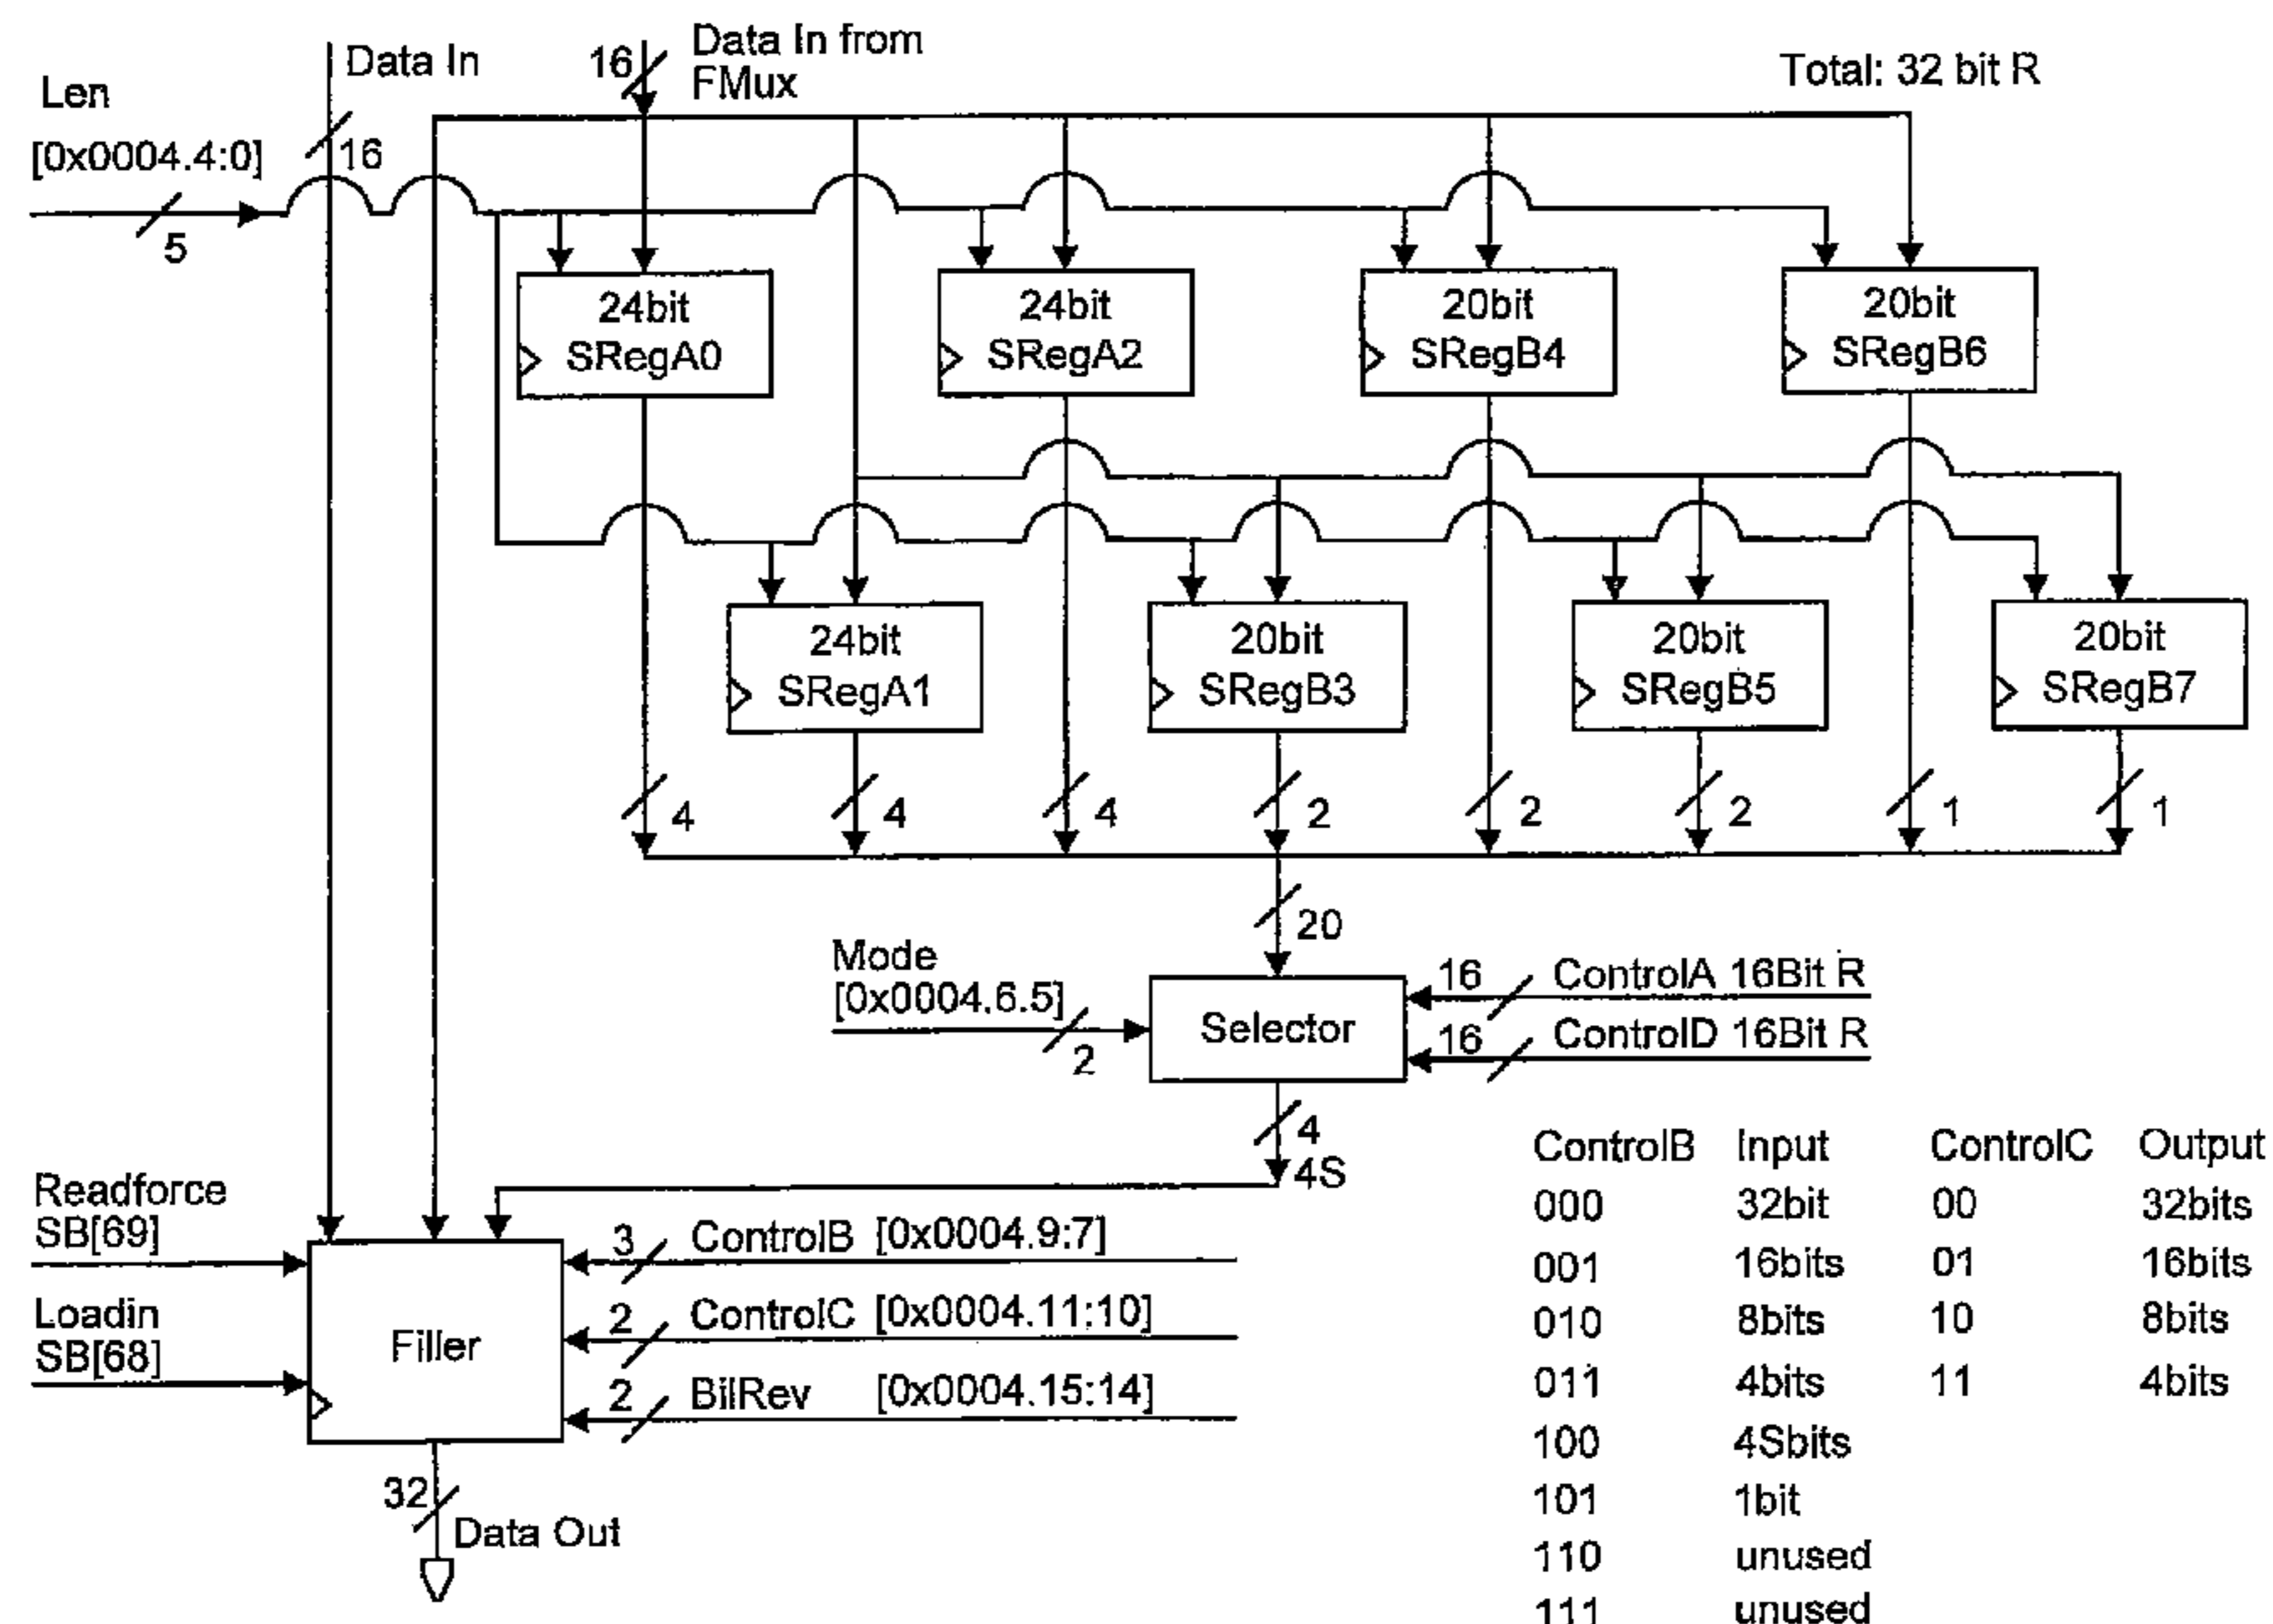 Data In
16
Data In from
FMux
Total: 32 bit R
Len
[0x0004.4:0]
16
5
24bit
SRegA0
24bit
SRegA2
20bit
SRegB4
20bit
SRegB6
24bit
SRegA1
20bit
SRegB3
20bit
SRegB5
20bit
SRegB7
4
4
4
2
2
2
1
1
20
Mode
[0x0004.6.5]
2
Selector
16
ControlA 16Bit R
16
ControlD 16Bit R
4
4S
Readforce
SB[69]
Loadin
SB[68]
Filler
3
ControlB [0x0004.9:7]
2
ControlC [0x0004.11:10]
2
BilRev [0x0004.15:14]
32
Data Out
ControlB Input ControlC Output
000 32bit 00 32bits
001 16bits 01 16bits
010 8bits 10 8bits
011 4bits 11 4bits
100 4Sbits
101 1bit
110 unused
111 unused